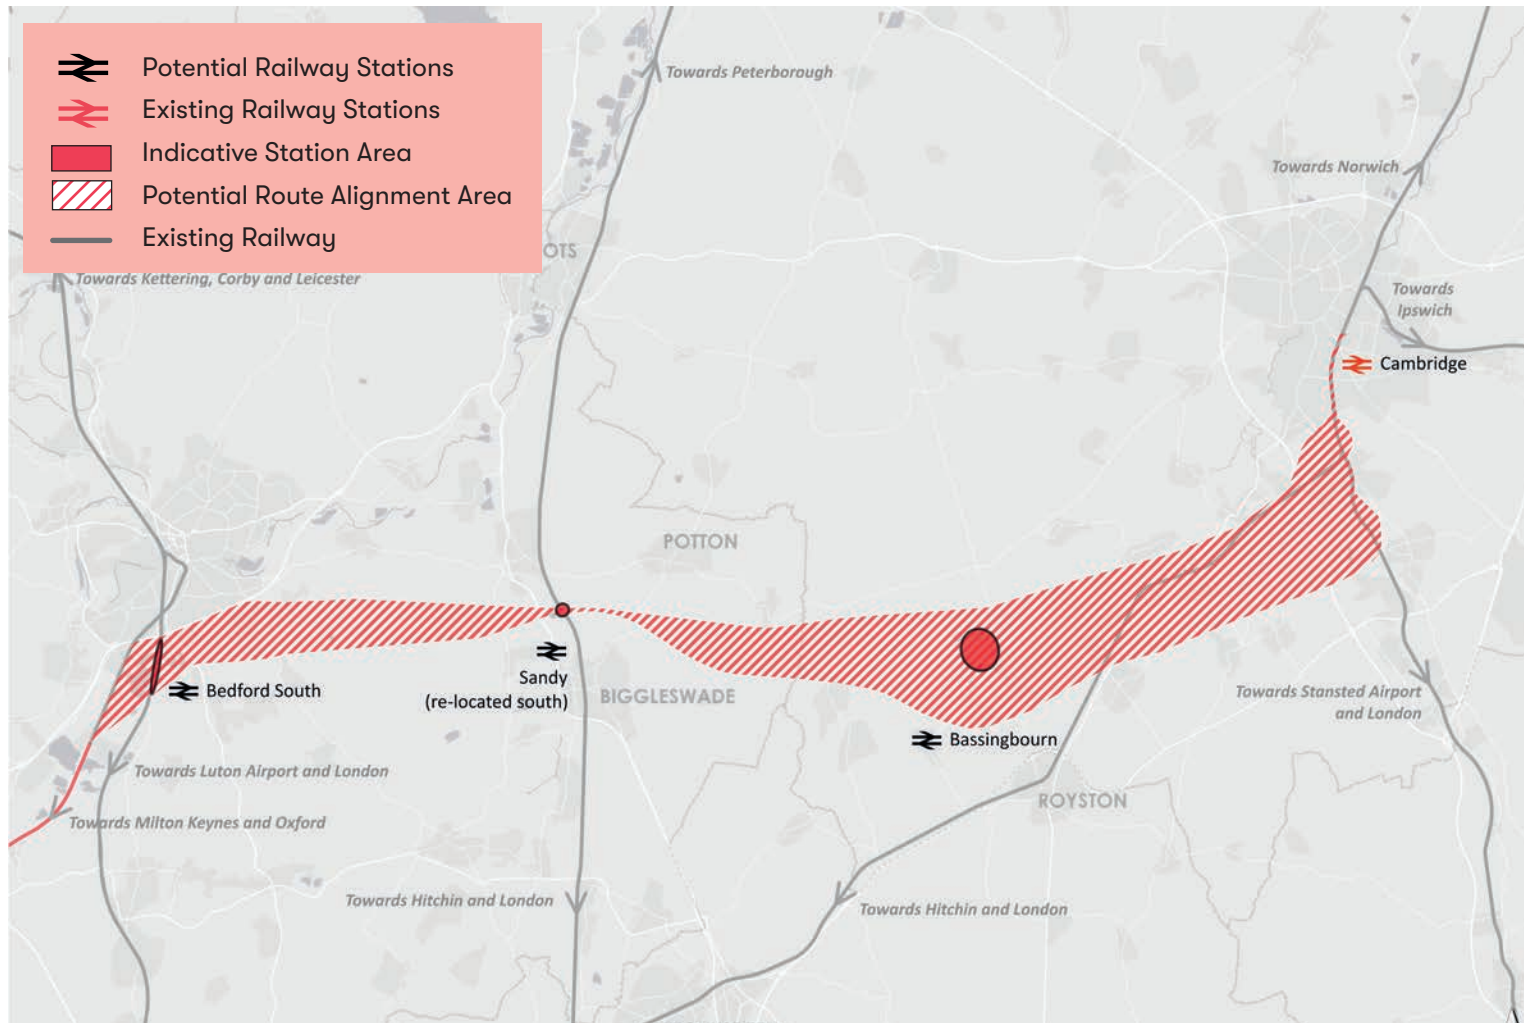 Potential Railway Stations
Existing Railway Stations
Indicative Station Area
Potential Route Alignment Area
Existing Railway
Towards Peterborough
Towards Norwich
OTS
Towards Kettering, Corby and Leicester
Towards
Ipswich
Cambridge
POTTON
Sandy
(re-located south)
Bedford South
BIGGLESWADE
Towards Stansted Airport
and London
Bassingbourn
Towards Luton Airport and London
ROYSTON
Towards Milton Keynes and Oxford
Towards Hitchin and London
Towards Hitchin and London